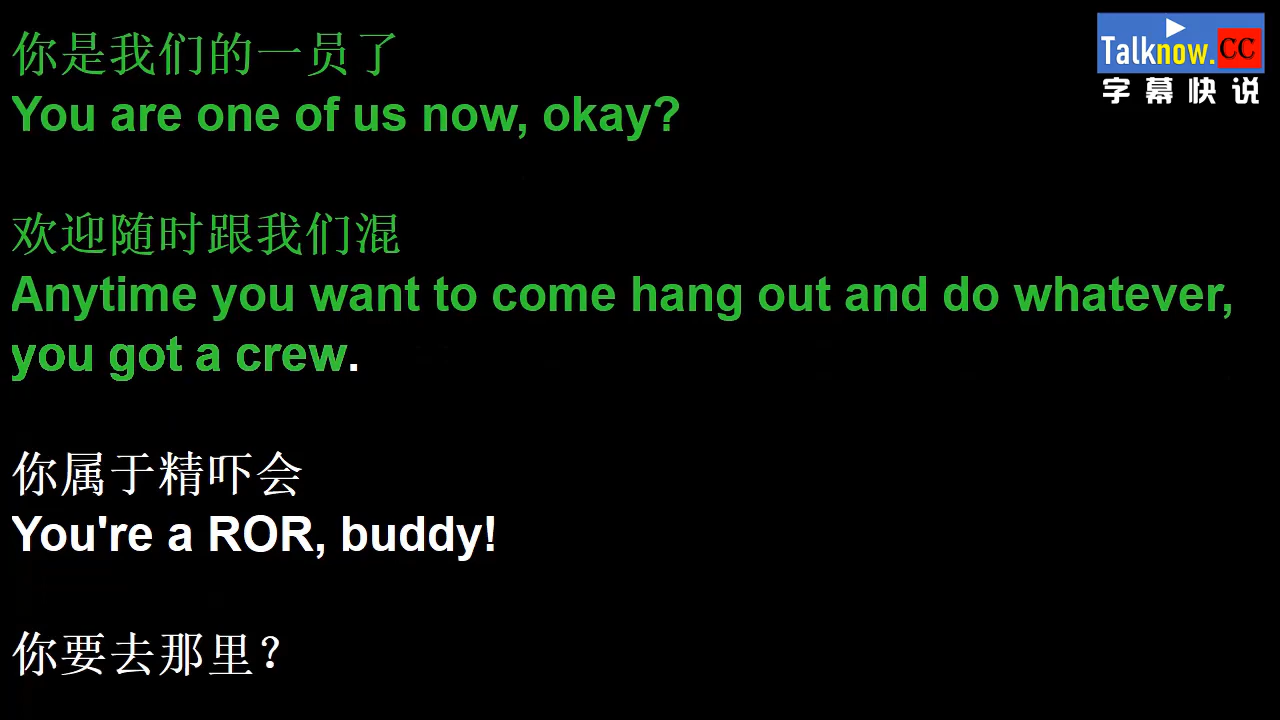 你是我们的一员了
You are one of us now, okay?
欢迎随时跟我们混
Anytime you want to come hang out and do whatever,
you got a crew.
你属于精吓会
You're a ROR, buddy!
你要去那里？
Talknow.CC
字幕快说